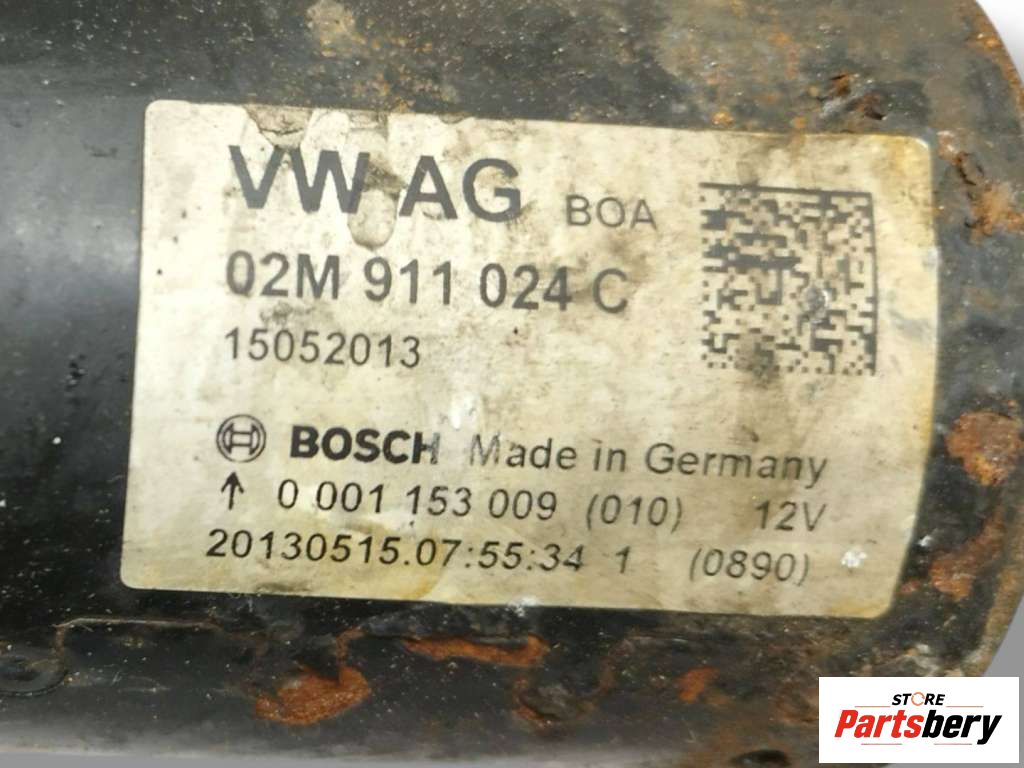 VW AG BOA
02M 911 024 C
15052013
BOSCH Made in Germany
↑ 0 001 153 009 (010) 12V
20130515.07:55:34 1 (0890)
STORE
Partsbery